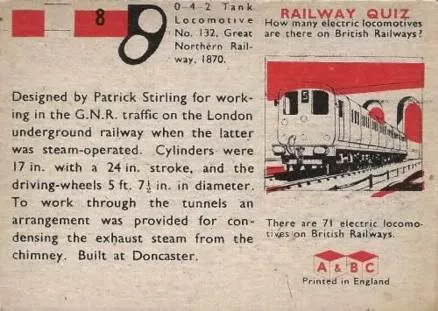 8
0-4-2 Tank
Locomotive
No. 132, Great
Northern Rail-
way, 1870.
Designed by Patrick Stirling for work-
ing in the G.N.R. traffic on the London
underground railway when the latter
was steam-operated. Cylinders were
17 in. with a 24 in. stroke, and the
driving-wheels 5 ft. 7½ in. in diameter.
To work through the tunnels an
arrangement was provided for con-
densing the exhaust steam from the
chimney. Built at Doncaster.
RAILWAY QUIZ
How many electric locomotives
are there on British Railways?
5
There are 71 electric locomo-
tives on British Railways.
A & BC
Printed in England